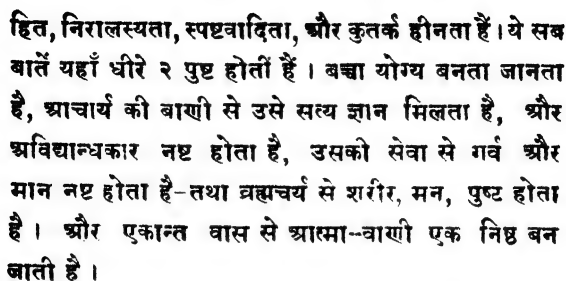 हित, निरालस्यता, स्पष्टवादिता, और कुतर्क हीनता हैं। ये सब
बातें यहाँ धीरे २ पुष्ट होतीं हैं । बच्चा योग्य बनता जानता
है, आचार्य की बाणी से उसे सत्य ज्ञान मिलता है, और
अविद्यान्धकार नष्ट होता है, उसकी सेवा से गर्व और
मान नष्ट होता है-तथा व्रह्मचर्य से शरीर, मन, पुष्ट होता
है । और एकान्त वास से आत्मा--वाणी एक निष्ठ बन
जाती है ।